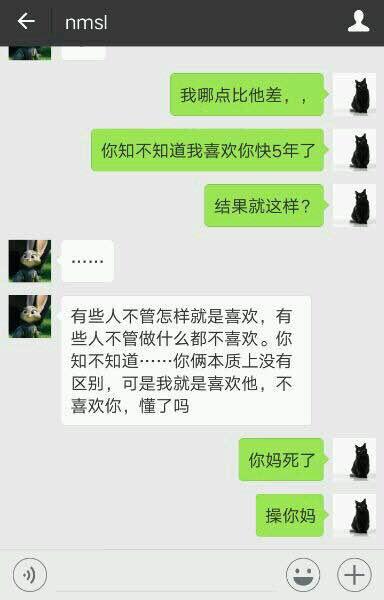 nmsl
我哪点比他差，，
你知不知道我喜欢你快5年了
结果就这样？
……
有些人不管怎样就是喜欢，有
些人不管做什么都不喜欢。你
知不知道……你俩本质上没有
区别，可是我就是喜欢他，不
喜欢你，懂了吗
你妈死了
操你妈